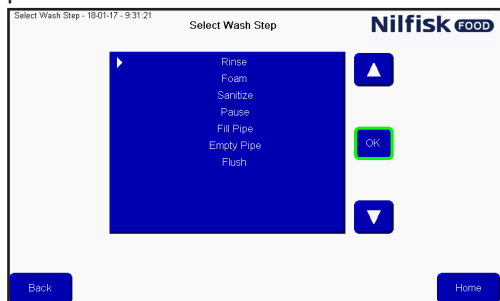 Select Wash Step - 18-01-17 - 9:31:21
Select Wash Step
Nilfisk FOOD
Rinse
Foam
Sanitize
Pause
Fill Pipe
Empty Pipe
Flush
OK
Back
Home